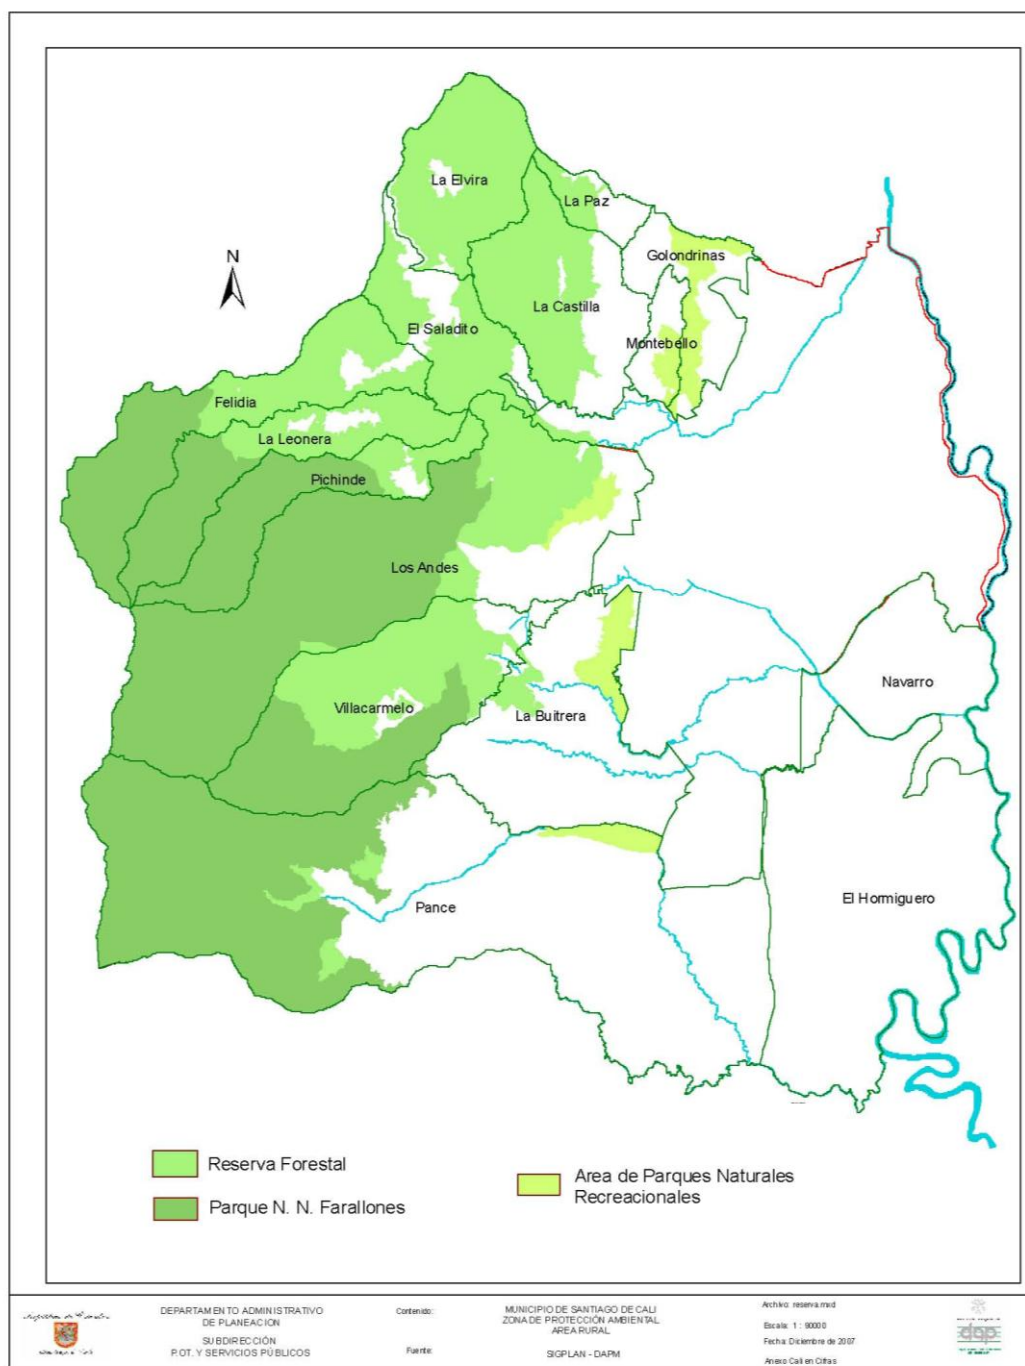 La Elvira
La Paz
N
Golondrinas
La Castilla
El Saladito
Montebello
Felidia
La Leonera
Pichinde
Los Andes
Navarro
Villacarmelo
La Buitrera
El Hormiguero
Pance
Reserva Forestal
Parque N. N. Farallones
Area de Parques Naturales
Recreacionales
DEPARTAMENTO ADMINISTRATIVO
DE PLANEACION
SUBDIRECCIÓN
P.O.T. Y SERVICIOS PÚBLICOS
Contenido:
Fuente:
MUNICIPIO DE SANTIAGO DE CALI
ZONA DE PROTECCIÓN AMBIENTAL
AREA RURAL
SIGPLAN - DAPM
Archivo: reserva.mxd
Escala: 1 : 90000
Fecha: Diciembre de 2007
Anexo Cali en Cifras
dap